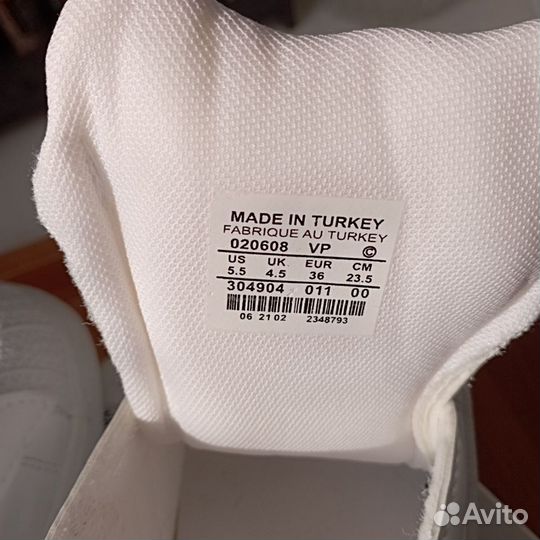 MADE IN TURKEY
FABRIQUE AU TURKEY
020608 VP ©
US UK. EUR CM
5.5 4.5 36 23.5
304904 011 00
06 21 02 2348793
Avito